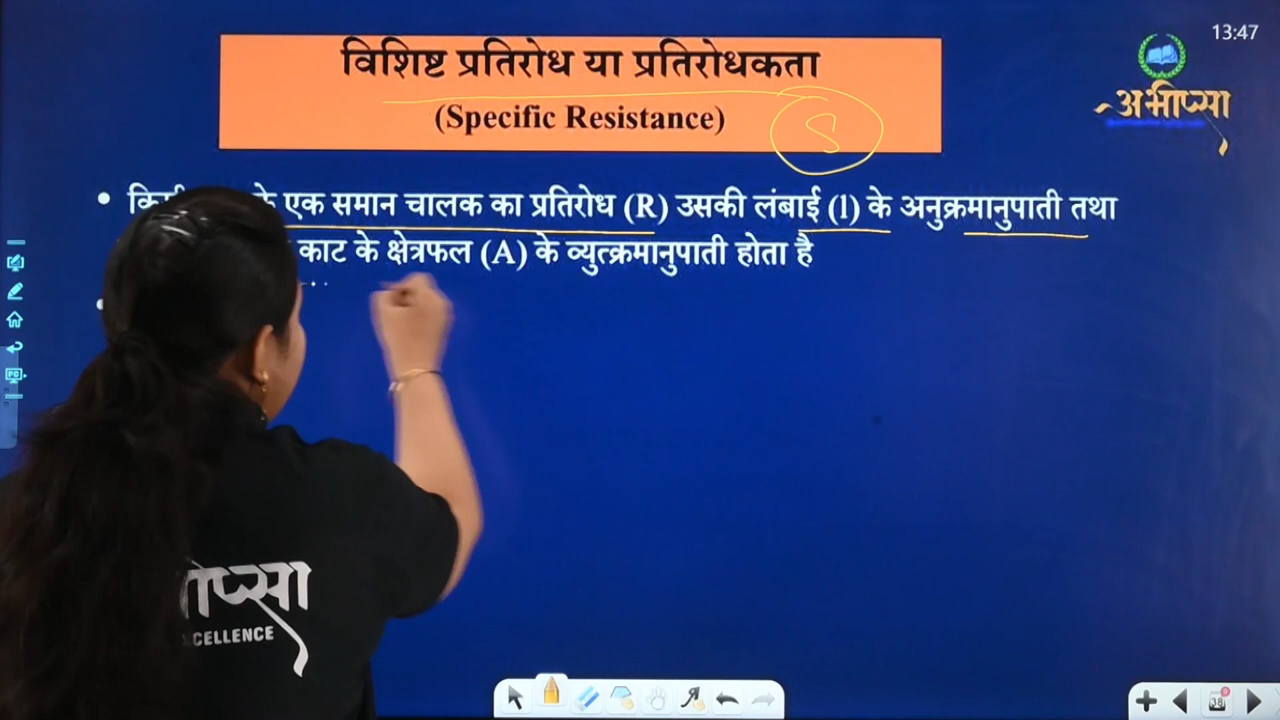 13:47
विशिष्ट प्रतिरोध या प्रतिरोधकता
(Specific Resistance)
S
अभीप्सा
एक समान चालक का प्रतिरोध (R) उसकी लंबाई (l) के अनुक्रमानुपाती तथा
काट के क्षेत्रफल (A) के व्युत्क्रमानुपाती होता है
प्सा
CELLENCE
38